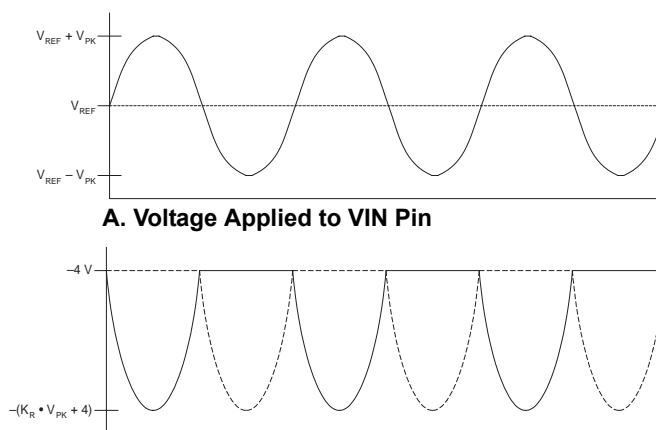 V_REF + V_PK
V_REF
V_REF – V_PK
A. Voltage Applied to VIN Pin
–4 V
–(K_R • V_PK + 4)